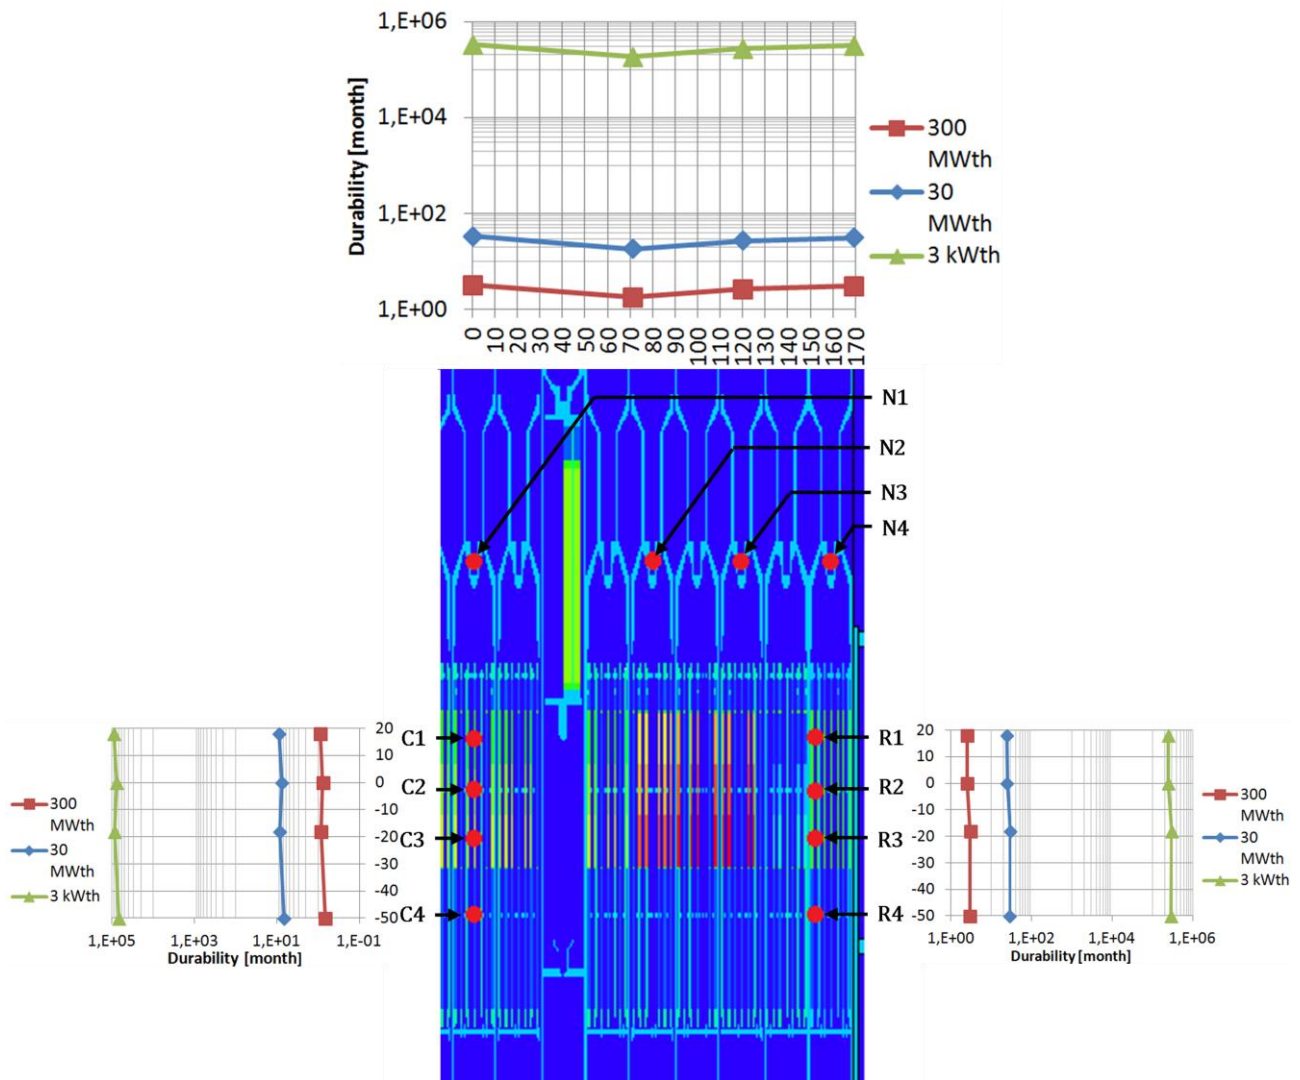 1,E+06
1,E+04
1,E+02
1,E+00
Durability [month]
0 10 20 30 40 50 60 70 80 90 100 110 120 130 140 150 160 170
300
MWth
30
MWth
3 kWth
N1
N2
N3
N4
C1
C2
C3
C4
R1
R2
R3
R4
300
MWth
30
MWth
3 kWth
20
10
0
-10
-20
-30
-40
-50
1,E+05 1,E+03 1,E+01 1,E-01
Durability [month]
20
10
0
-10
-20
-30
-40
-50
1,E+00 1,E+02 1,E+04 1,E+06
Durability [month]
300
MWth
30
MWth
3 kWth